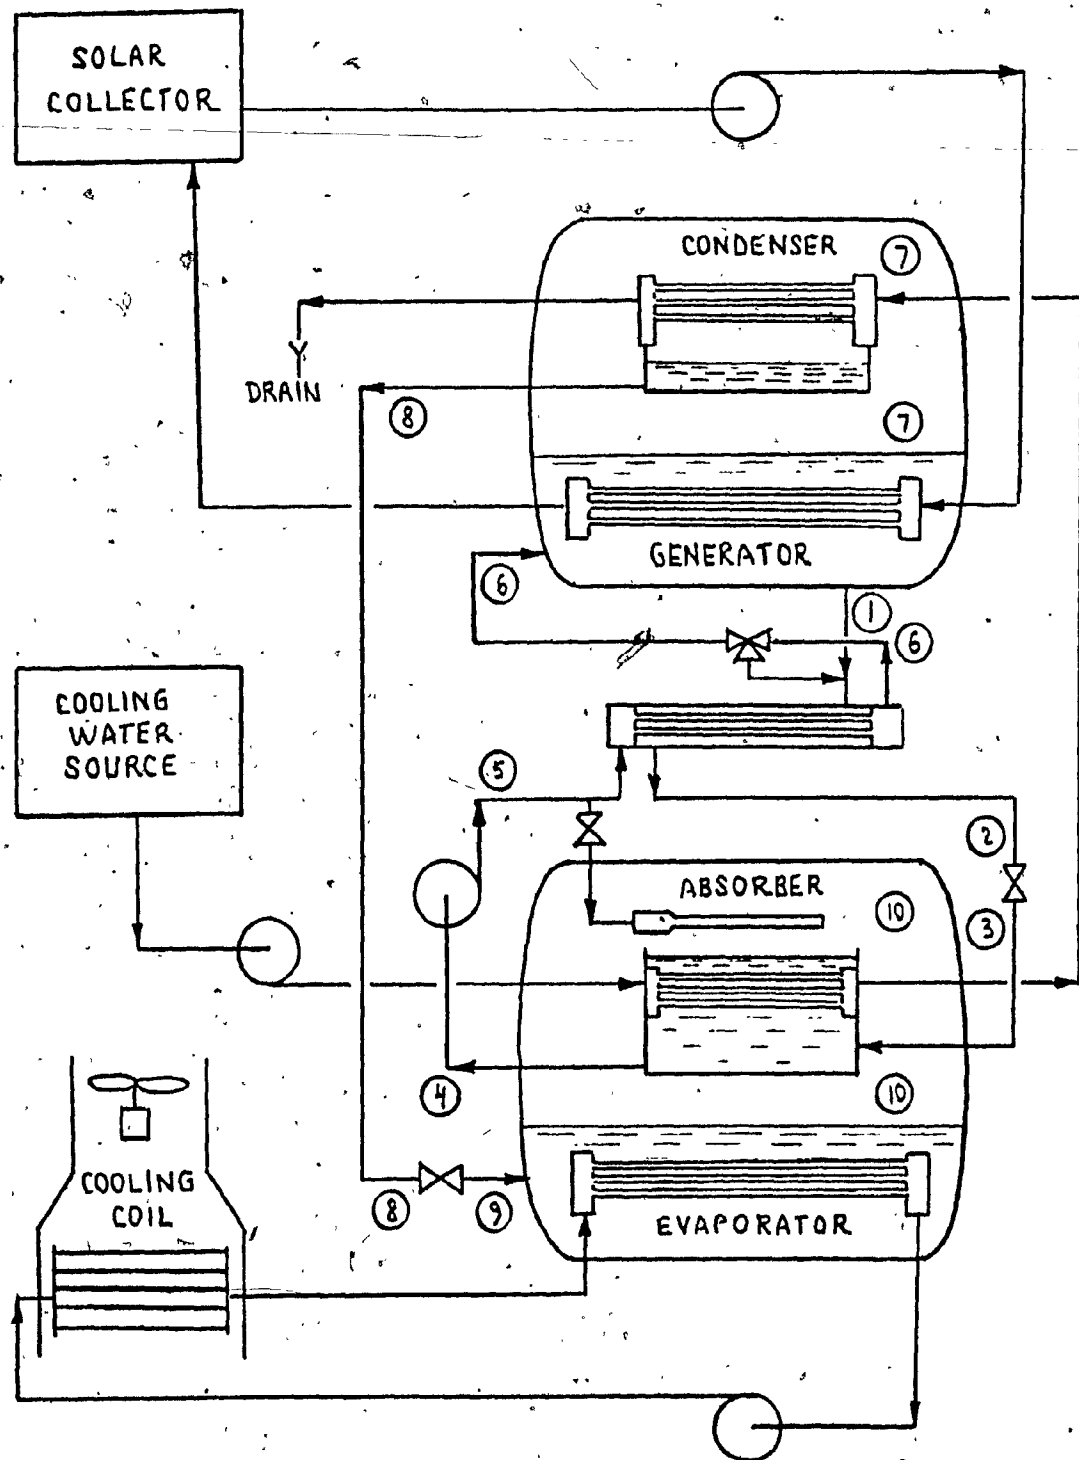 SOLAR
COLLECTOR
CONDENSER
7
DRAIN
8
7
GENERATOR
6
1
6
COOLING
WATER
SOURCE
5
2
ABSORBER
10
3
4
10
COOLING
COIL
8
9
EVAPORATOR